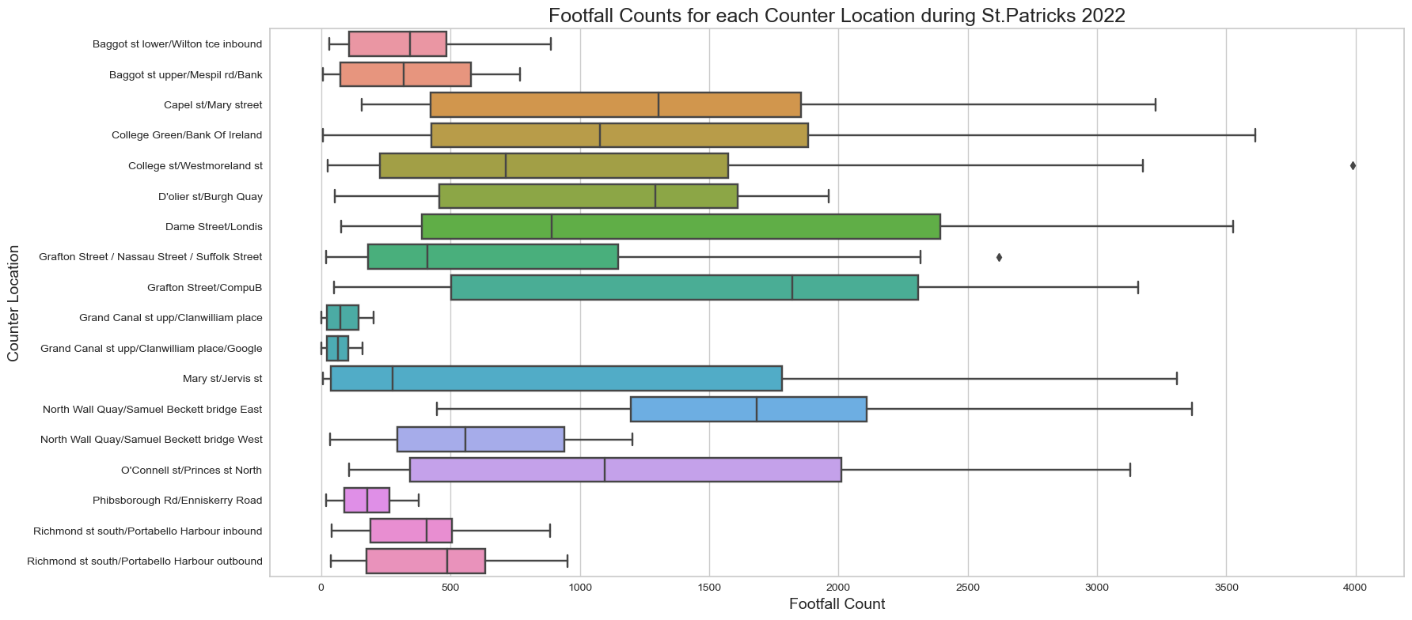 Footfall Counts for each Counter Location during St.Patricks 2022
Counter Location
Baggot st lower/Wilton tce inbound
Baggot st upper/Mespil rd/Bank
Capel st/Mary street
College Green/Bank Of Ireland
College st/Westmoreland st
D'olier st/Burgh Quay
Dame Street/Londis
Grafton Street / Nassau Street / Suffolk Street
Grafton Street/CompuB
Grand Canal st upp/Clanwilliam place
Grand Canal st upp/Clanwilliam place/Google
Mary st/Jervis st
North Wall Quay/Samuel Beckett bridge East
North Wall Quay/Samuel Beckett bridge West
O'Connell st/Princes st North
Phibsborough Rd/Enniskerry Road
Richmond st south/Portabello Harbour inbound
Richmond st south/Portabello Harbour outbound
0 500 1000 1500 2000 2500 3000 3500 4000
Footfall Count